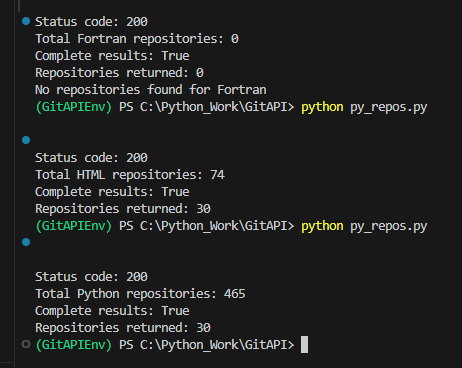 Status code: 200
Total Fortran repositories: 0
Complete results: True
Repositories returned: 0
No repositories found for Fortran
(GitAPIEnv) PS C:\Python_Work\GitAPI> python py_repos.py
Status code: 200
Total HTML repositories: 74
Complete results: True
Repositories returned: 30
(GitAPIEnv) PS C:\Python_Work\GitAPI> python py_repos.py
Status code: 200
Total Python repositories: 465
Complete results: True
Repositories returned: 30
(GitAPIEnv) PS C:\Python_Work\GitAPI>